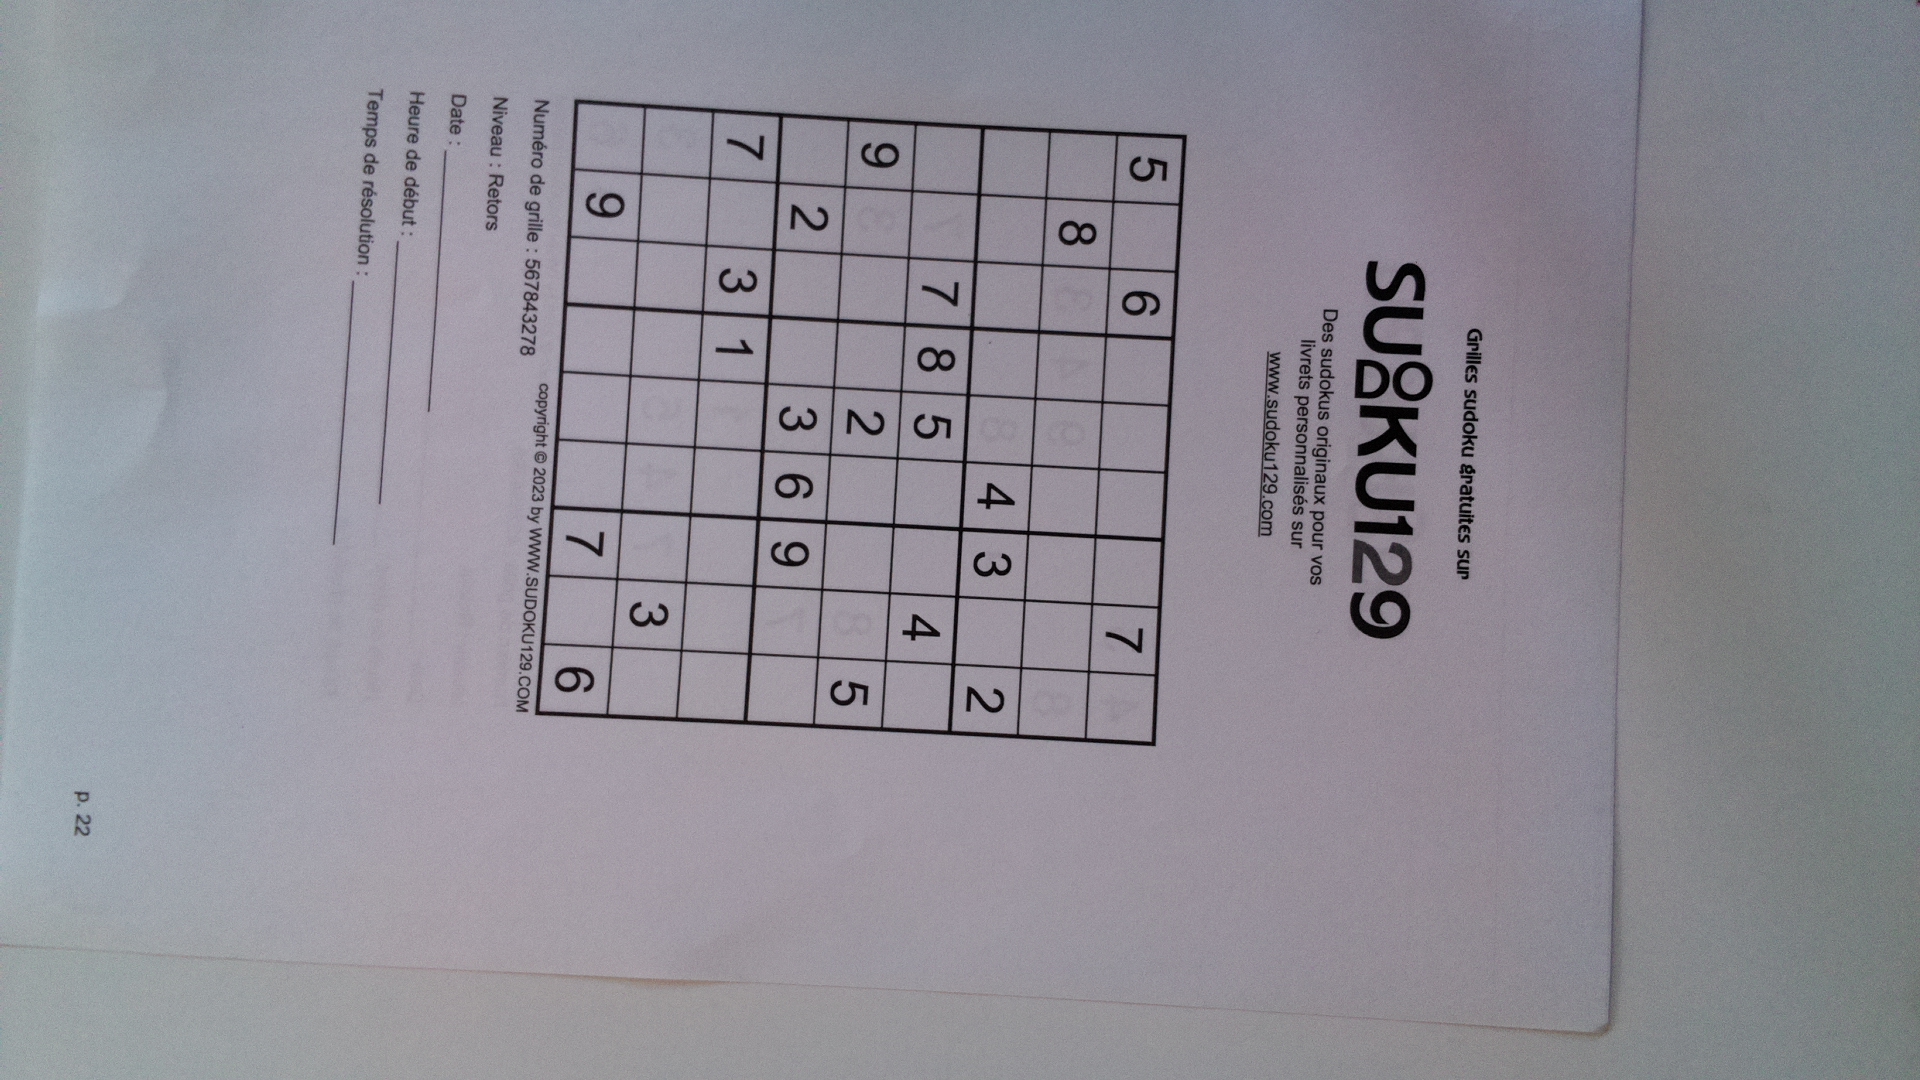 Grilles sudoku gratuites sur
SUDOKU129
Des sudokus originaux pour vos
livrets personnalisés sur
www.sudoku129.com
5 6 7
8
4 3 2
7 8 5 4
9 2 5
2 3 6 9
7 3 1
3
9 7 6
Numéro de grille : 567843278 copyright © 2023 by WWW.SUDOKU129.COM
Niveau : Retors
Date :
Heure de début :
Temps de résolution :
p. 22